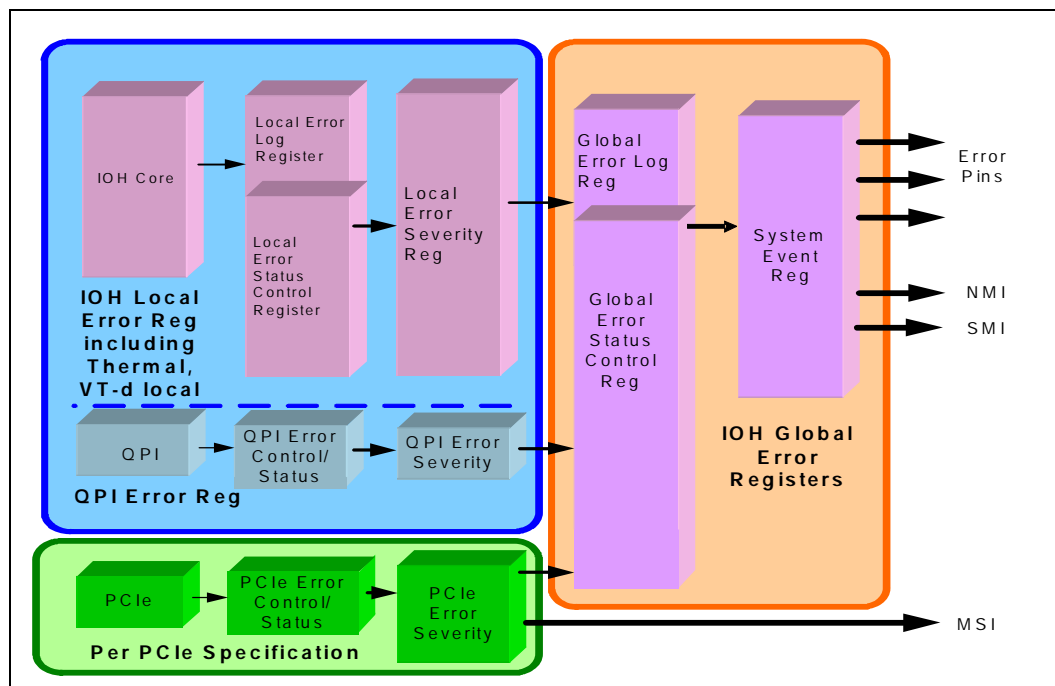 IOH Core
Local Error
Log
Register
Local
Error
Status
Control
Register
Local
Error
Severity
Reg
IOH Local
Error Reg
including
Thermal,
VT-d local
QPI
QPI Error
Control/
Status
QPI Error
Severity
QPI Error Reg
PCIe
PCIe Error
Control/
Status
PCIe
Error
Severity
Per PCIe Specification
Global
Error Log
Reg
Global
Error
Status
Control
Reg
System
Event
Reg
IOH Global
Error
Registers
Error
Pins
NMI
SMI
MSI